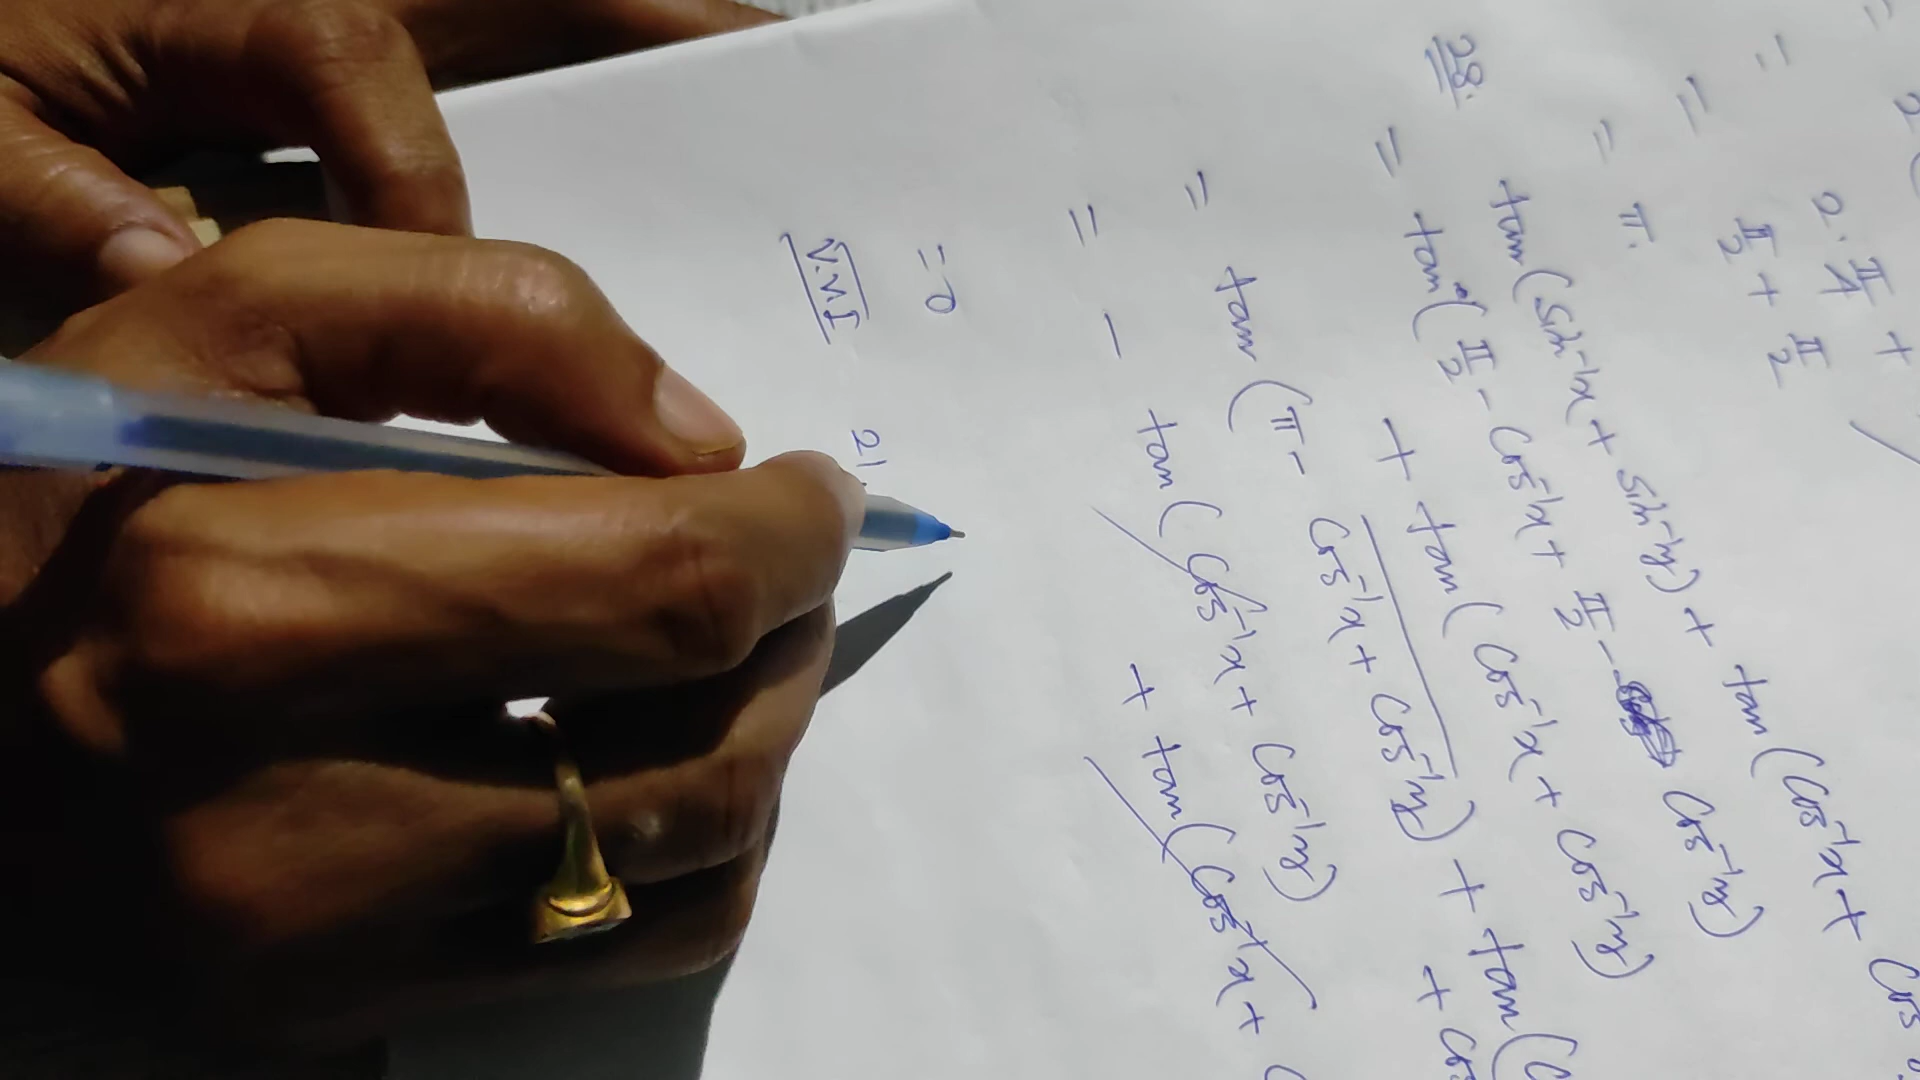 2(
= 2. π/4 +
= π/2 + π/2
= π.
28. tan(sin⁻¹x + sin⁻¹y) + tan(cos⁻¹x + cos
= tan(π/2 - cos⁻¹x + π/2 - cos⁻¹y)
+ tan(cos⁻¹x + cos⁻¹y)
= tan(π - cos⁻¹x + cos⁻¹y) + tan(c
+ cos
= - tan(cos⁻¹x + cos⁻¹y)
+ tan(cos⁻¹x +
= 0
V.V.I 21